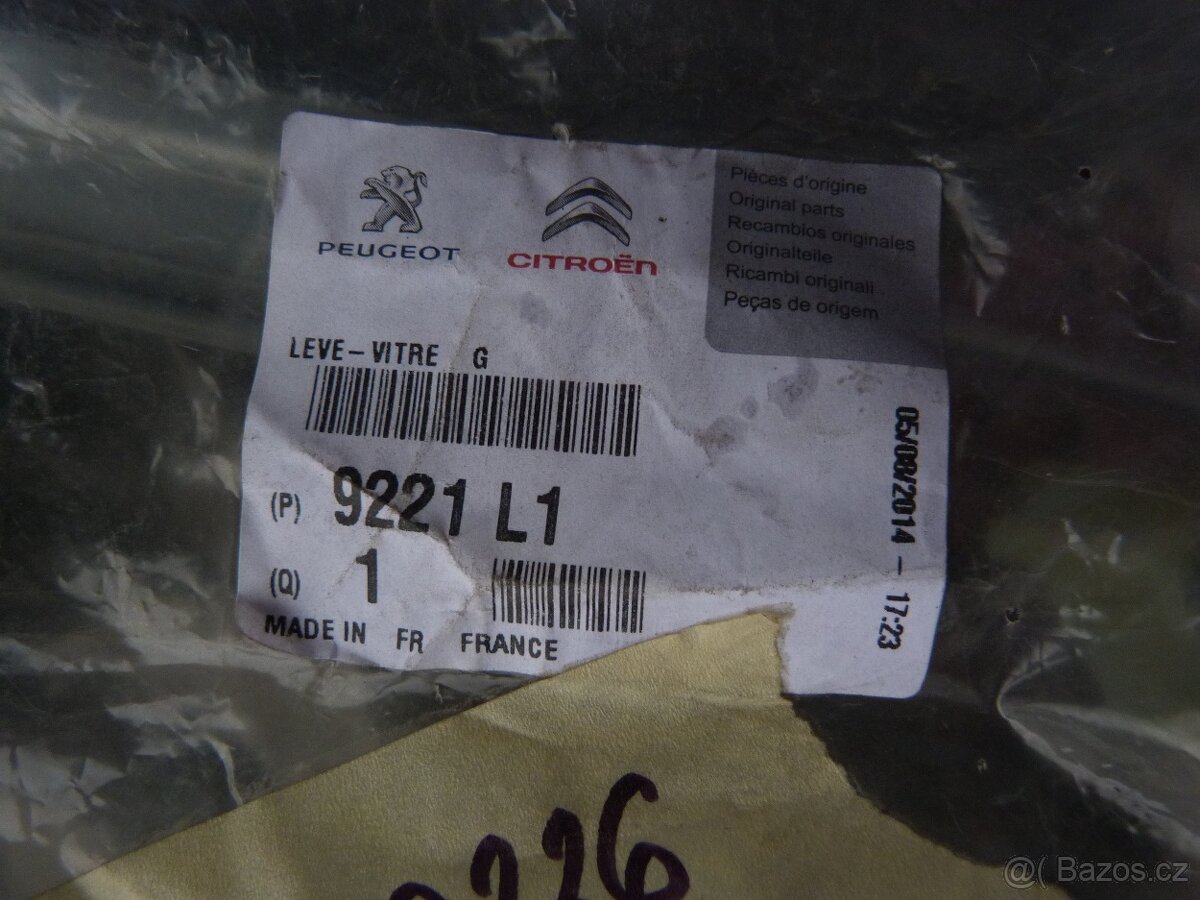 PEUGEOT
CITROËN
Pièces d'origine
Original parts
Recambios originales
Originalteile
Ricambi originali
Peças de origem
LEVE-VITRE G
(P) 9221 L1
(Q) 1
MADE IN FR FRANCE
05/08/2014 - 17:23
@( Bazos.cz